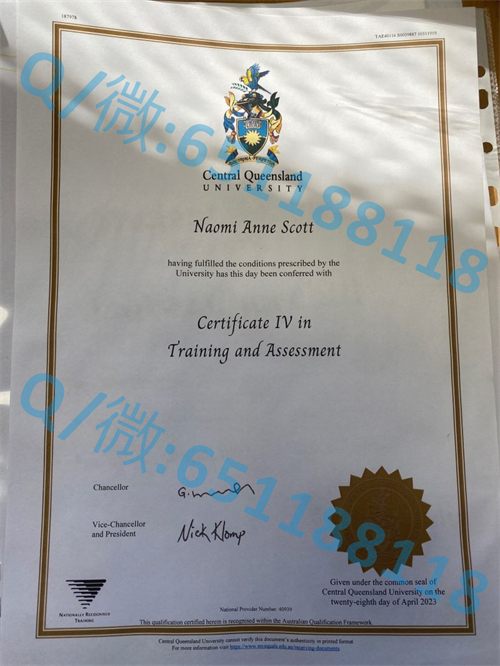 187978
Central Queensland
UNIVERSITY
Naomi Anne Scott
having fulfilled the conditions prescribed by the
University has this day been conferred with
Certificate IV in
Training and Assessment
Chancellor
Vice-Chancellor
and President
Nick Klomp
Given under the common seal of
Central Queensland University on the
twenty-eighth day of April 2023
NATIONALLY RECOGNISED
TRAINING
National Provider Number: 40939
This qualification certified herein is recognised within the Australian Qualification Framework
Central Queensland University cannot verify this document's authenticity in printed format
For more information visit
Q/微:651188118
Q/微:651188118